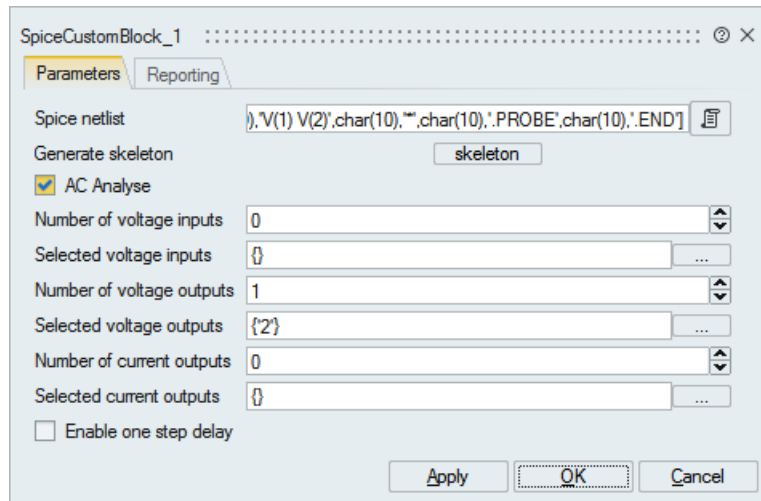 SpiceCustomBlock_1
Parameters Reporting
Spice netlist ),'V(1) V(2)',char(10),'*',char(10),'.PROBE',char(10),'.END']
Generate skeleton skeleton
AC Analyse
Number of voltage inputs 0
Selected voltage inputs {} ...
Number of voltage outputs 1
Selected voltage outputs {'2'} ...
Number of current outputs 0
Selected current outputs {} ...
Enable one step delay
Apply OK Cancel